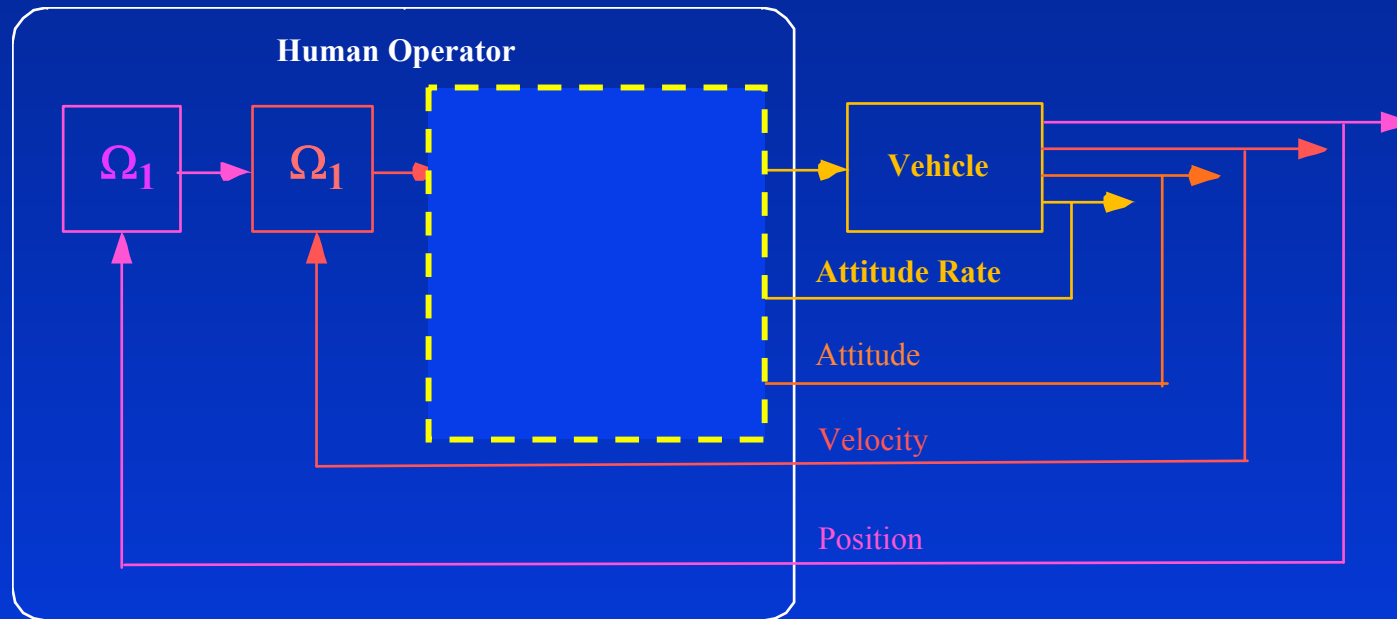 Human Operator
Ω₁
Ω₁
Vehicle
Attitude Rate
Attitude
Velocity
Position